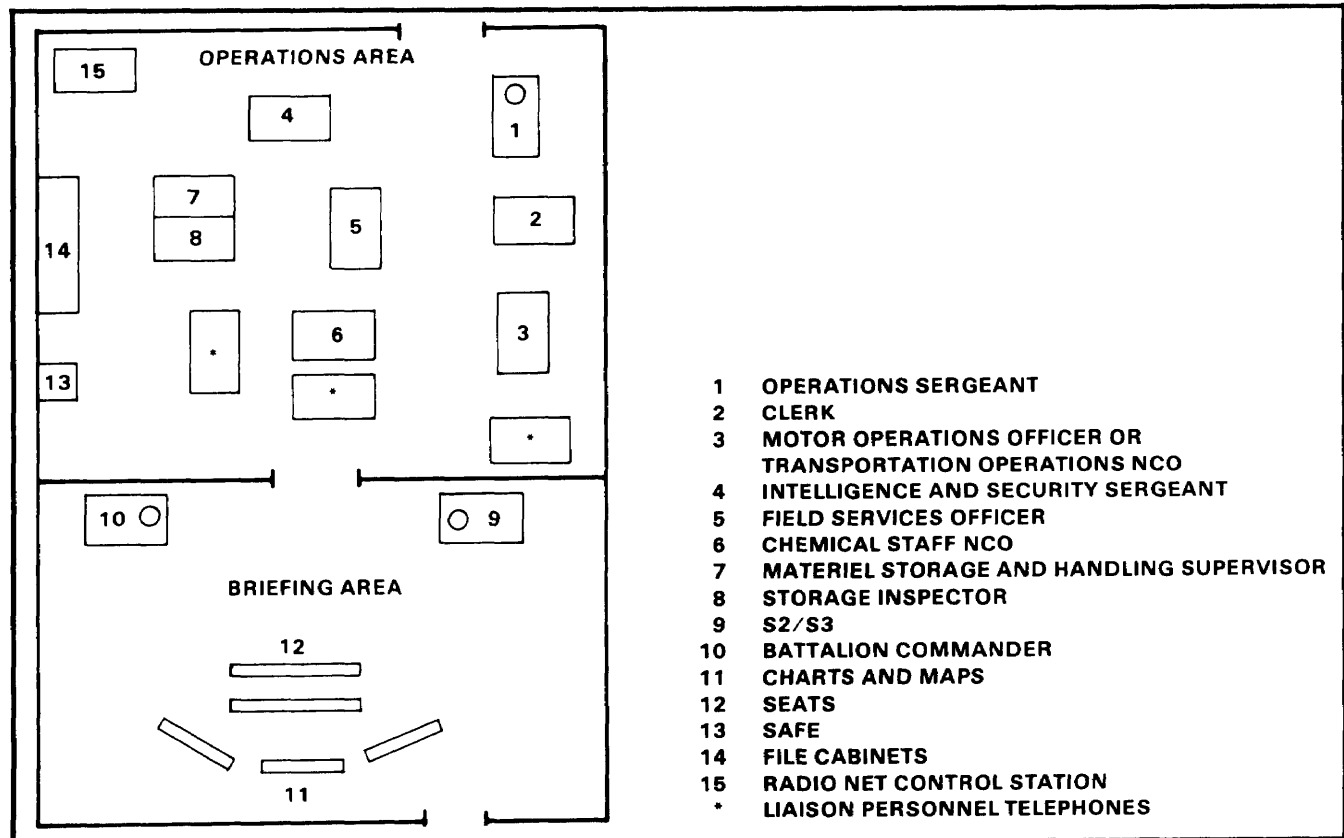 OPERATIONS AREA
15
4
1
7
2
5
8
14
3
6
*
13
*
*
10
9
BRIEFING AREA
12
11
1 OPERATIONS SERGEANT
2 CLERK
3 MOTOR OPERATIONS OFFICER OR
TRANSPORTATION OPERATIONS NCO
4 INTELLIGENCE AND SECURITY SERGEANT
5 FIELD SERVICES OFFICER
6 CHEMICAL STAFF NCO
7 MATERIEL STORAGE AND HANDLING SUPERVISOR
8 STORAGE INSPECTOR
9 S2/S3
10 BATTALION COMMANDER
11 CHARTS AND MAPS
12 SEATS
13 SAFE
14 FILE CABINETS
15 RADIO NET CONTROL STATION
* LIAISON PERSONNEL TELEPHONES